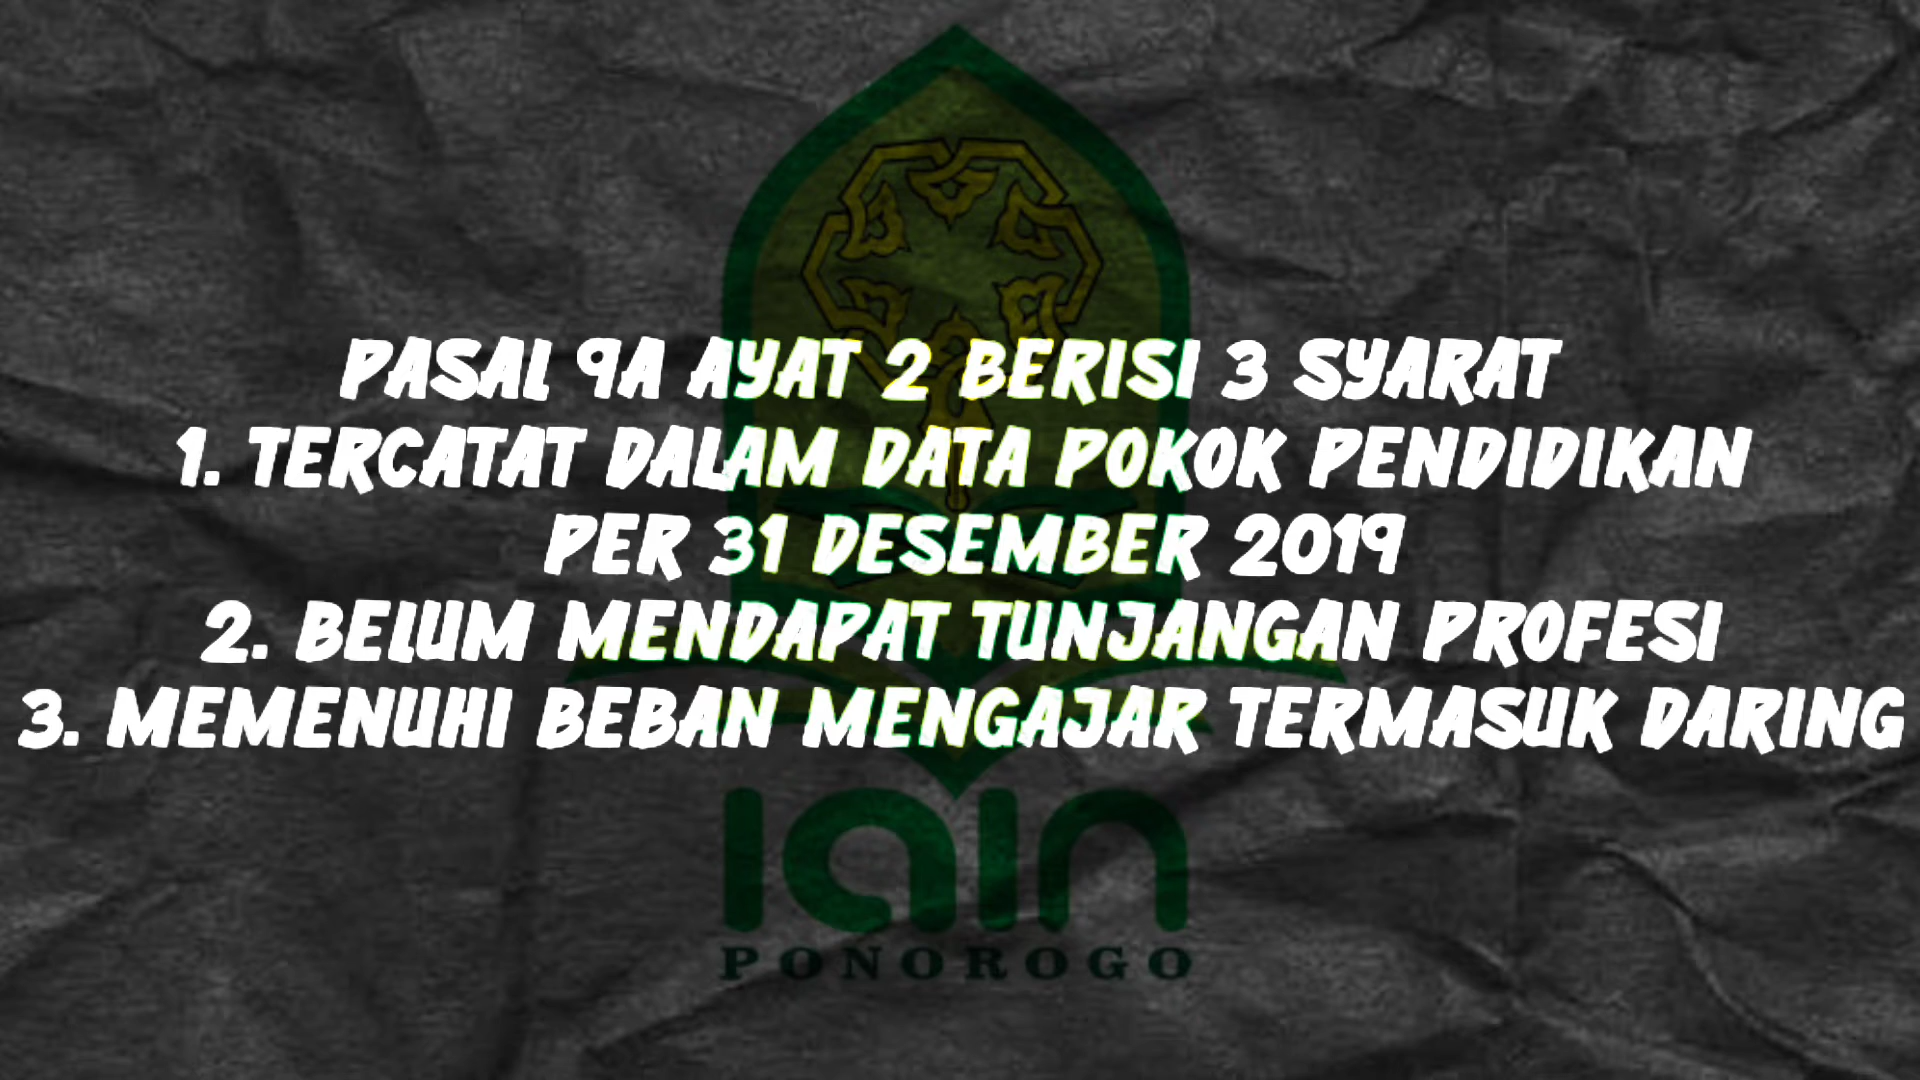 PASAL 9A AYAT 2 BERISI 3 SYARAT
1. TERCATAT DALAM DATA POKOK PENDIDIKAN
PER 31 DESEMBER 2019
2. BELUM MENDAPAT TUNJANGAN PROFESI
3. MEMENUHI BEBAN MENGAJAR TERMASUK DARING
iain
PONOROGO